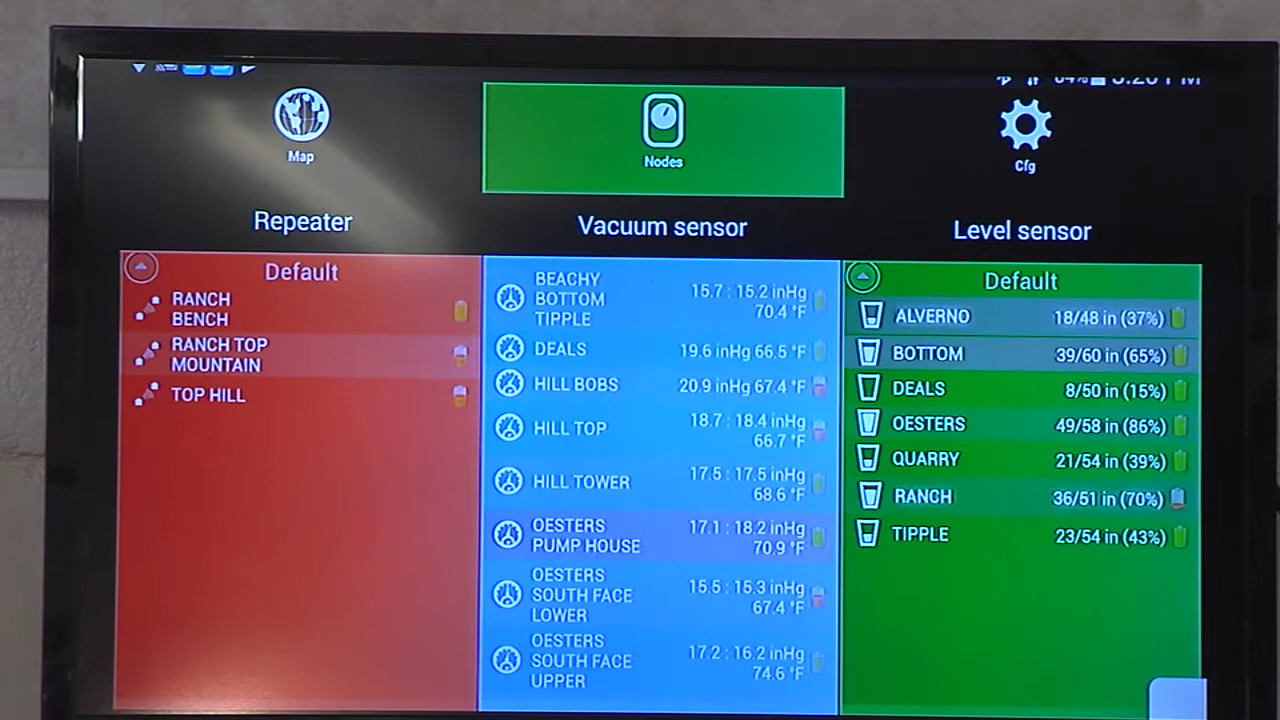 Map
Nodes
Cfg
Repeater
Vacuum sensor
Level sensor
Default
RANCH
BENCH
RANCH TOP
MOUNTAIN
TOP HILL
BEACHY
BOTTOM
TIPPLE
15.7 : 15.2 inHg
70.4 °F
DEALS
19.6 inHg 66.5 °F
HILL BOBS
20.9 inHg 67.4 °F
HILL TOP
18.7 : 18.4 inHg
66.7 °F
HILL TOWER
17.5 : 17.5 inHg
68.6 °F
OESTERS
PUMP HOUSE
17.1 : 18.2 inHg
70.9 °F
OESTERS
SOUTH FACE
LOWER
15.5 : 15.3 inHg
67.4 °F
OESTERS
SOUTH FACE
UPPER
17.2 : 16.2 inHg
74.6 °F
Default
ALVERNO 18/48 in (37%)
BOTTOM 39/60 in (65%)
DEALS 8/50 in (15%)
OESTERS 49/58 in (86%)
QUARRY 21/54 in (39%)
RANCH 36/51 in (70%)
TIPPLE 23/54 in (43%)